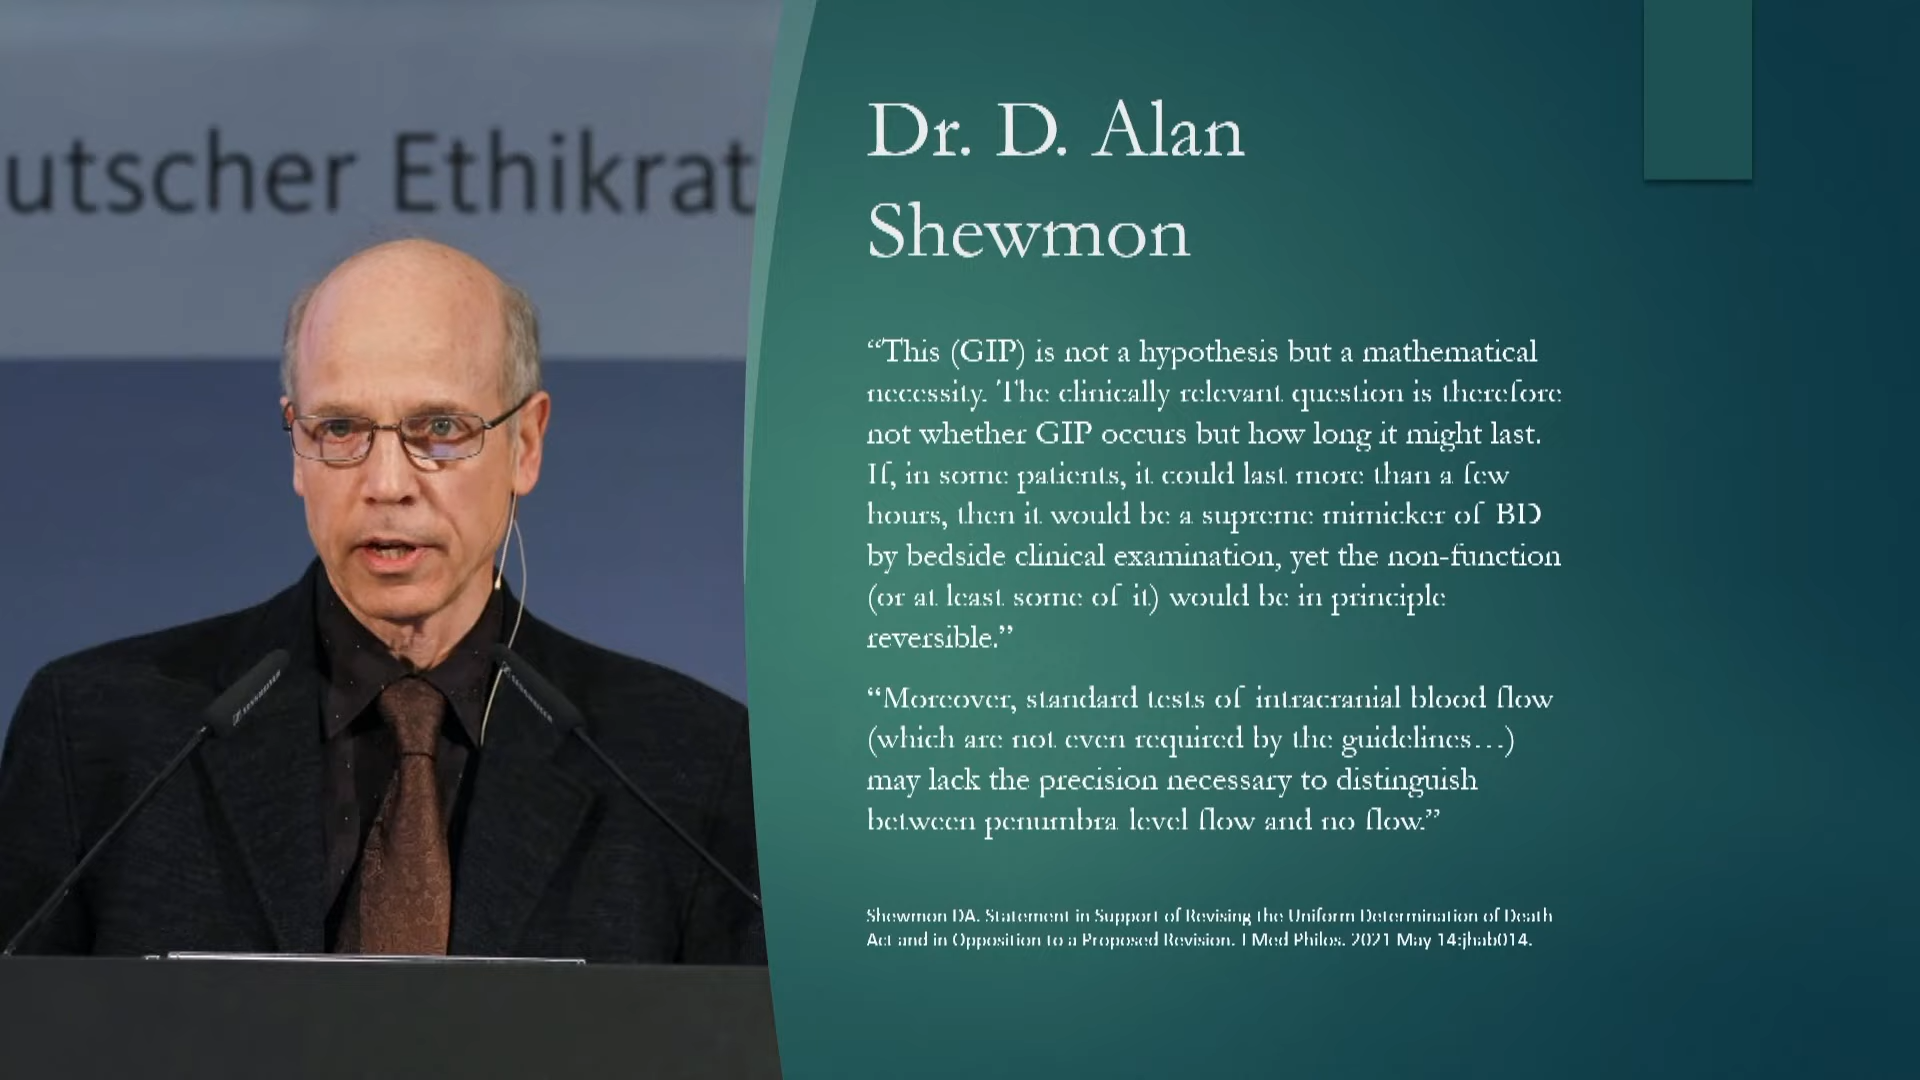 utscher Ethikrat
Dr. D. Alan
Shewmon
“This (GIP) is not a hypothesis but a mathematical
necessity. The clinically relevant question is therefore
not whether GIP occurs but how long it might last.
If, in some patients, it could last more than a few
hours, then it would be a supreme mimicker of BD
by bedside clinical examination, yet the non-function
(or at least some of it) would be in principle
reversible.”
“Moreover, standard tests of intracranial blood flow
(which are not even required by the guidelines…)
may lack the precision necessary to distinguish
between penumbra level flow and no flow.”
Shewmon DA. Statement in Support of Revising the Uniform Determination of Death
Act and in Opposition to a Proposed Revision. J Med Philos. 2021 May 14:jhab014.
SENNHEISER
SENNHEISER